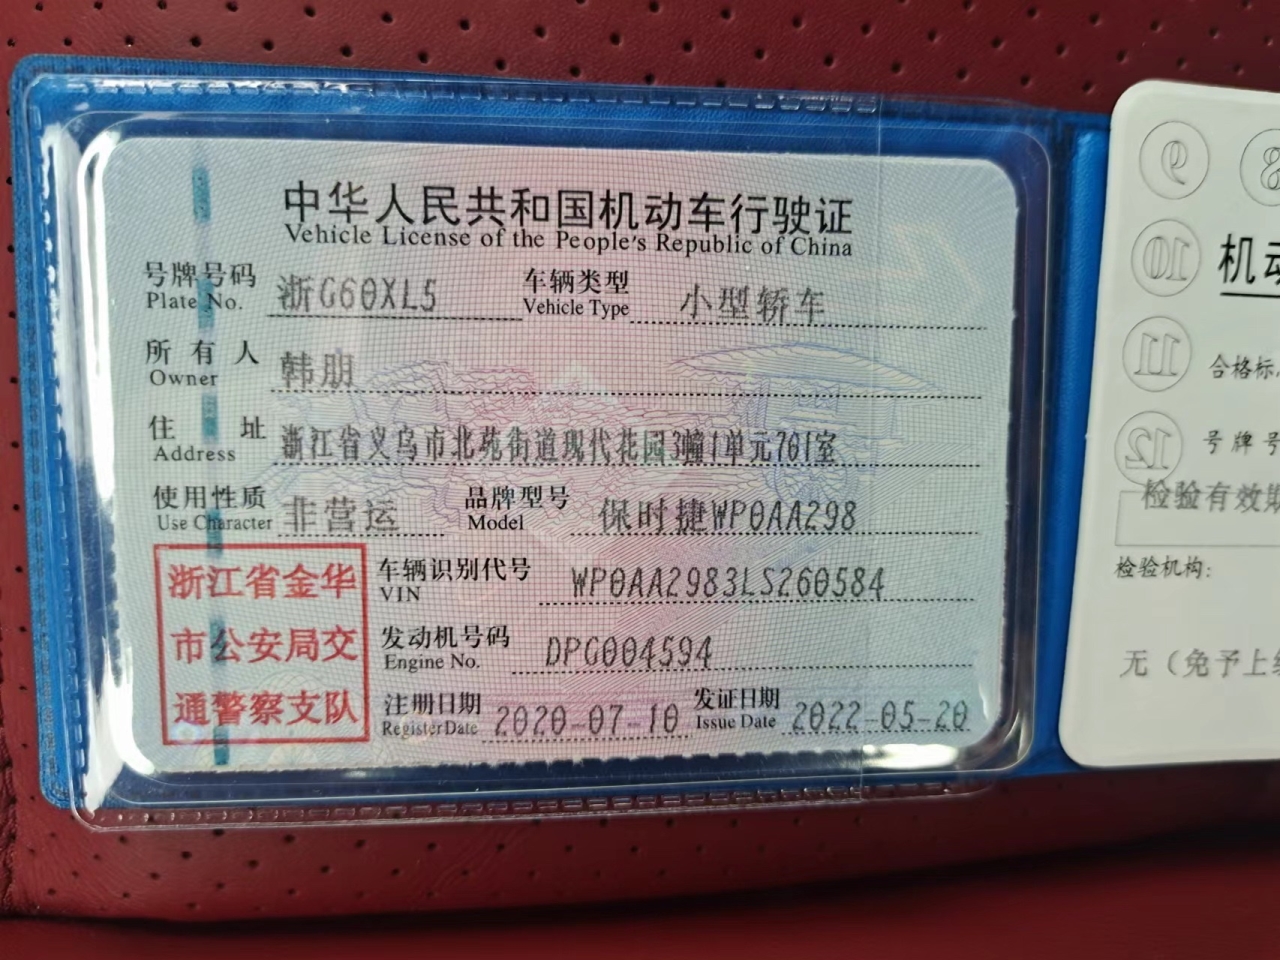 中华人民共和国机动车行驶证
Vehicle License of the People's Republic of China
号牌号码 浙G60XL5 车辆类型 小型轿车
Plate No. Vehicle Type
所有人 韩朋
Owner
住址 浙江省义乌市北苑街道现代花园3幢1单元701室
Address
使用性质 非营运 品牌型号 保时捷WP0AA298
Use Character Model
浙江省金华
市公安局交
通警察支队
车辆识别代号 WP0AA2983LS260584
VIN
发动机号码 DPG004594
Engine No.
注册日期 2020-07-10 发证日期 2022-05-20
Register Date Issue Date
9 8
10
11
12
机动
合格标
号牌号
检验有效期
检验机构:
无(免予上线